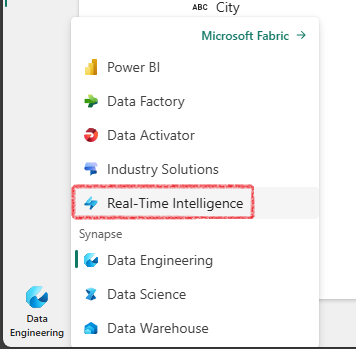 ABC City
Microsoft Fabric →
Power BI
Data Factory
Data Activator
Industry Solutions
Real-Time Intelligence
Synapse
Data Engineering
Data Science
Data Warehouse
Data
Engineering